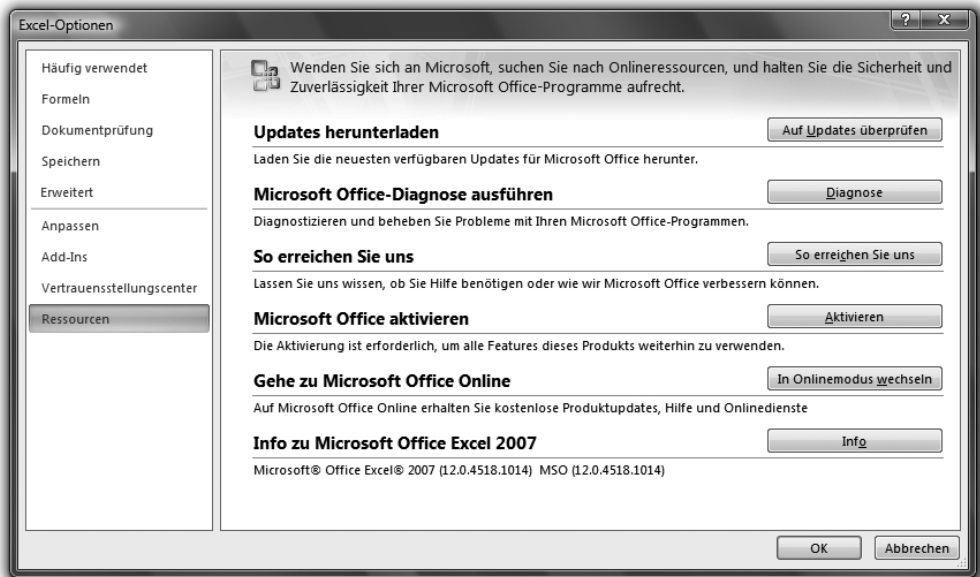 Excel-Optionen
Häufig verwendet
Formeln
Dokumentprüfung
Speichern
Erweitert
Anpassen
Add-Ins
Vertrauensstellungscenter
Ressourcen
Wenden Sie sich an Microsoft, suchen Sie nach Onlineressourcen, und halten Sie die Sicherheit und
Zuverlässigkeit Ihrer Microsoft Office-Programme aufrecht.
Updates herunterladen
Auf Updates überprüfen
Laden Sie die neuesten verfügbaren Updates für Microsoft Office herunter.
Microsoft Office-Diagnose ausführen
Diagnose
Diagnostizieren und beheben Sie Probleme mit Ihren Microsoft Office-Programmen.
So erreichen Sie uns
So erreichen Sie uns
Lassen Sie uns wissen, ob Sie Hilfe benötigen oder wie wir Microsoft Office verbessern können.
Microsoft Office aktivieren
Aktivieren
Die Aktivierung ist erforderlich, um alle Features dieses Produkts weiterhin zu verwenden.
Gehe zu Microsoft Office Online
In Onlinemodus wechseln
Auf Microsoft Office Online erhalten Sie kostenlose Produktupdates, Hilfe und Onlinedienste
Info zu Microsoft Office Excel 2007
Info
Microsoft® Office Excel® 2007 (12.0.4518.1014) MSO (12.0.4518.1014)
OK
Abbrechen